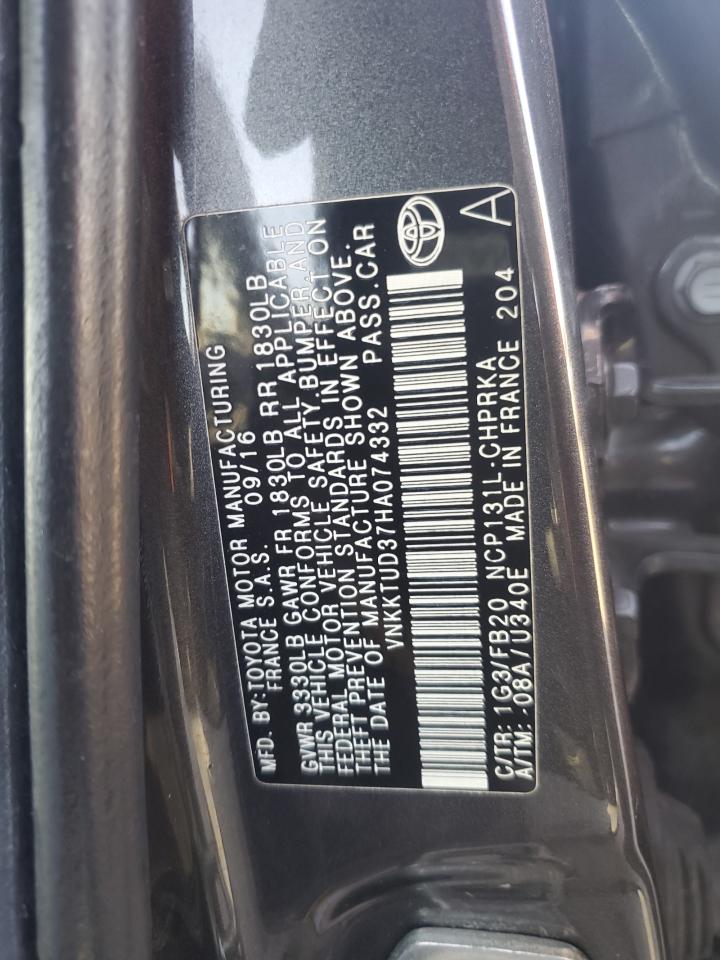 MFD. BY: TOYOTA MOTOR MANUFACTURING
FRANCE S.A.S. 09/16
GVWR 3330LB GAWR FR 1830LB RR 1830LB
THIS VEHICLE CONFORMS TO ALL APPLICABLE
FEDERAL MOTOR VEHICLE SAFETY.BUMPER,AND
THEFT PREVENTION STANDARDS IN EFFECT ON
THE DATE OF MANUFACTURE SHOWN ABOVE.
VNKKTUD37HA074332 PASS.CAR
C/TR: 1G3/FB20 NCP131L-CHPRKA
A/TM: 08A/U340E MADE IN FRANCE 204
A